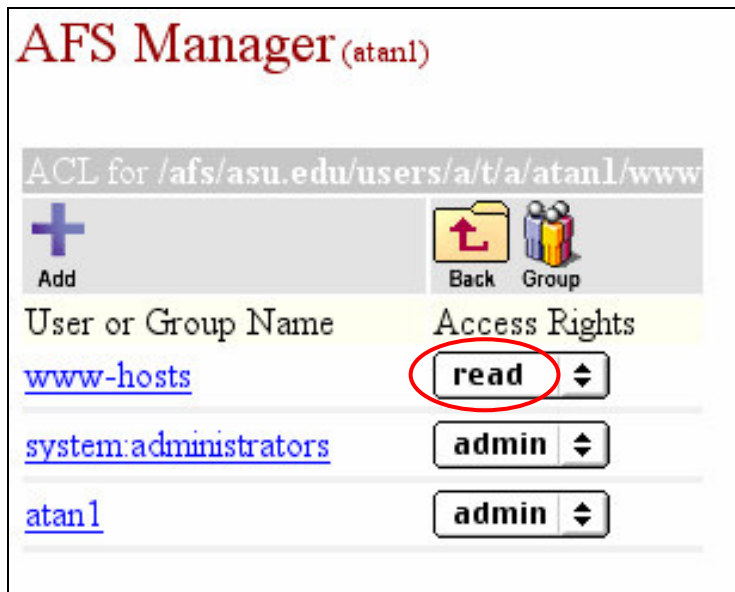 AFS Manager (atan1)
ACL for /afs/asu.edu/users/a/t/a/atan1/www
Add Back Group
User or Group Name Access Rights
www-hosts read
system:administrators admin
atan1 admin